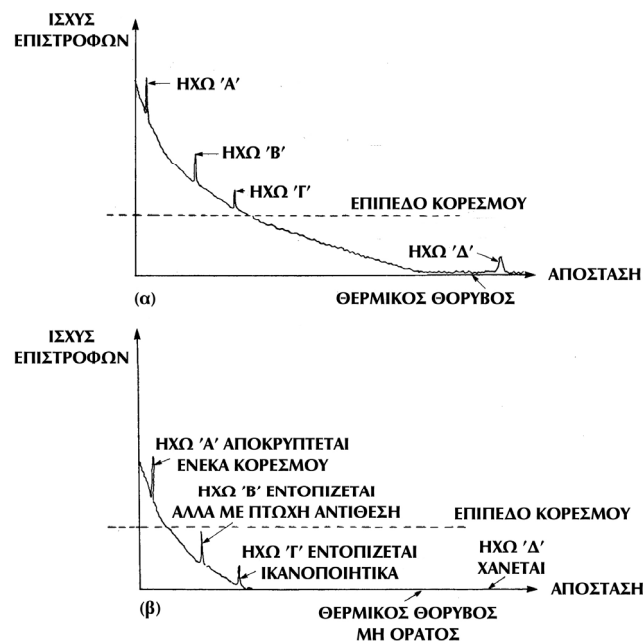 ΙΣΧΥΣ
ΕΠΙΣΤΡΟΦΩΝ
ΗΧΩ 'Α'
ΗΧΩ 'Β'
ΗΧΩ 'Γ'
ΕΠΙΠΕΔΟ ΚΟΡΕΣΜΟΥ
ΗΧΩ 'Δ'
ΑΠΟΣΤΑΣΗ
(α)
ΘΕΡΜΙΚΟΣ ΘΟΡΥΒΟΣ
ΙΣΧΥΣ
ΕΠΙΣΤΡΟΦΩΝ
ΗΧΩ 'Α' ΑΠΟΚΡΥΠΤΕΤΑΙ
ΕΝΕΚΑ ΚΟΡΕΣΜΟΥ
ΗΧΩ 'Β' ΕΝΤΟΠΙΖΕΤΑΙ
ΑΛΛΑ ΜΕ ΠΤΩΧΗ ΑΝΤΙΘΕΣΗ
ΕΠΙΠΕΔΟ ΚΟΡΕΣΜΟΥ
ΗΧΩ 'Γ' ΕΝΤΟΠΙΖΕΤΑΙ
ΙΚΑΝΟΠΟΙΗΤΙΚΑ
ΗΧΩ 'Δ'
ΧΑΝΕΤΑΙ
ΑΠΟΣΤΑΣΗ
(β)
ΘΕΡΜΙΚΟΣ ΘΟΡΥΒΟΣ
ΜΗ ΟΡΑΤΟΣ